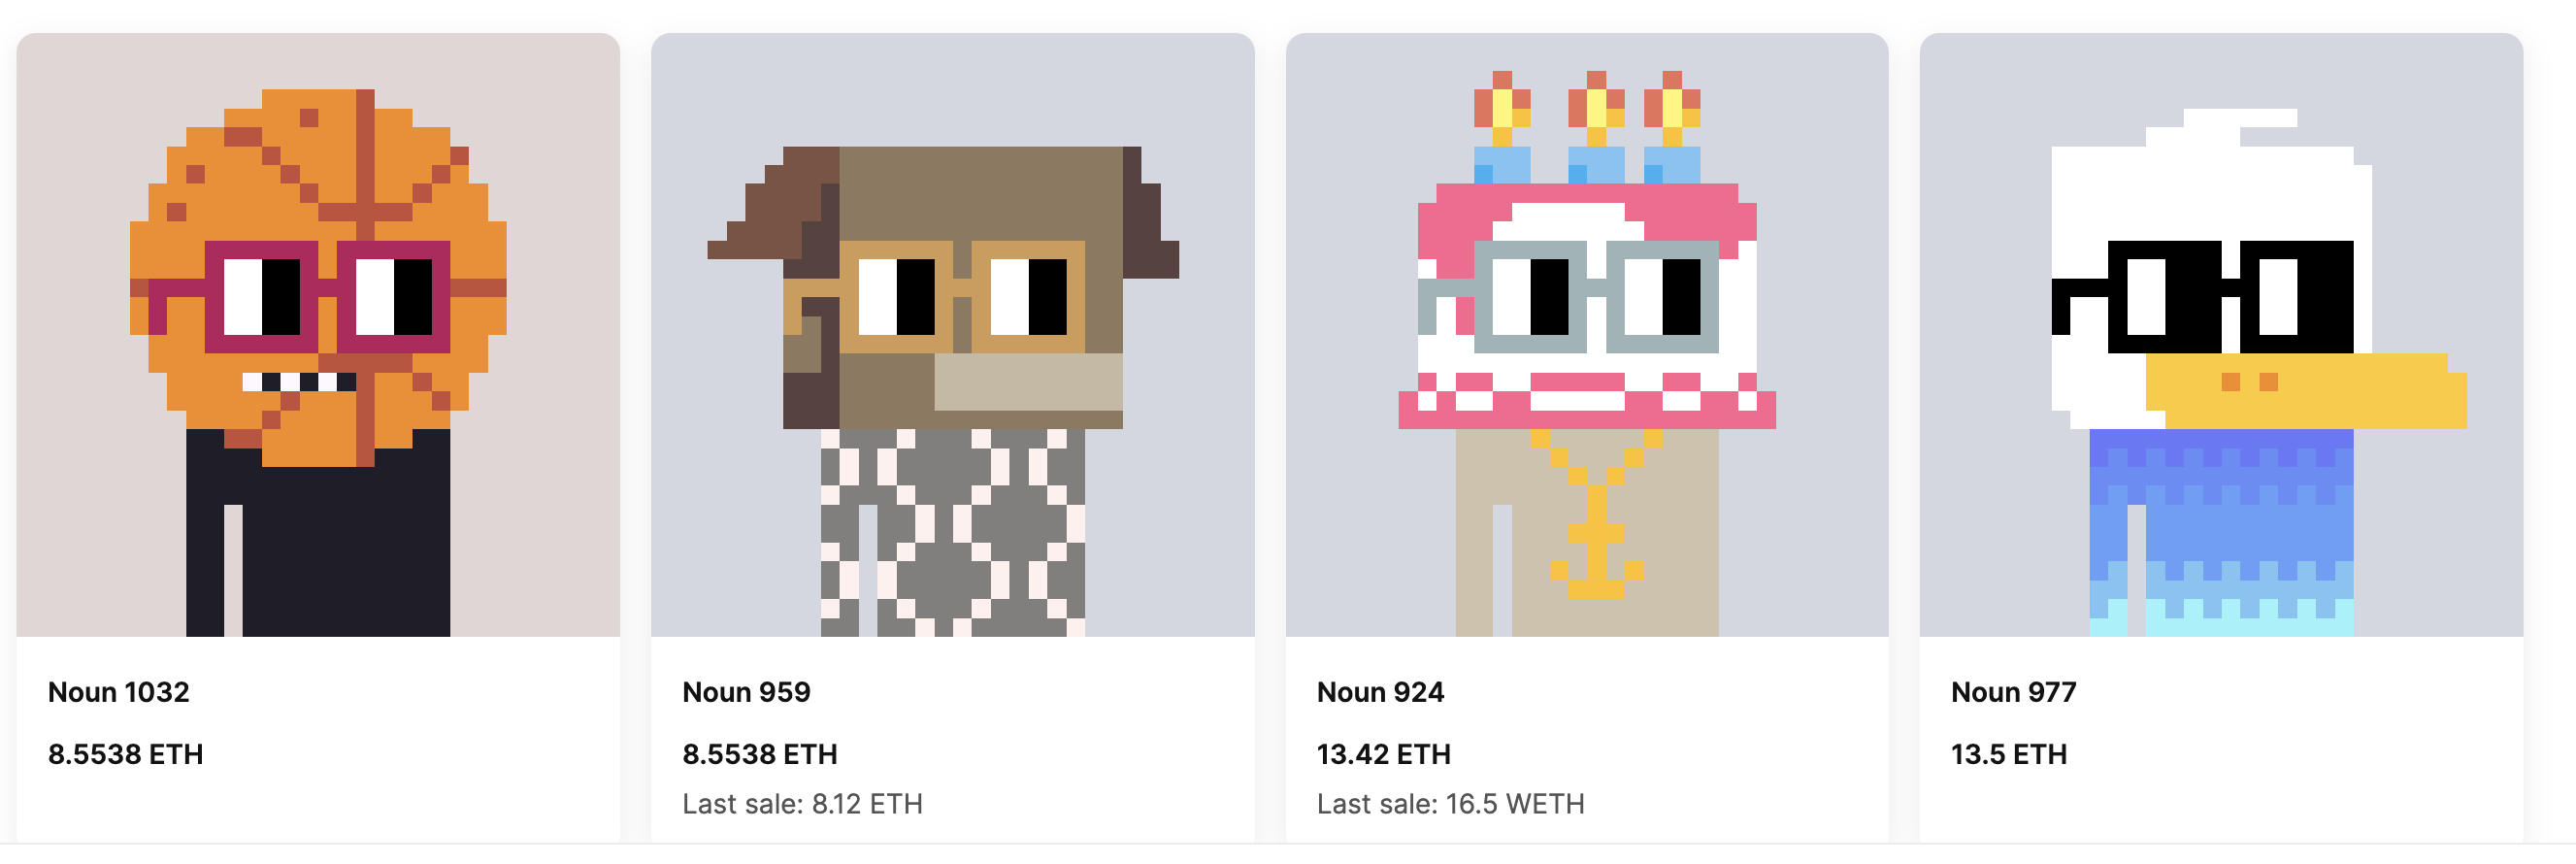 Noun 1032
8.5538 ETH
Noun 959
8.5538 ETH
Last sale: 8.12 ETH
Noun 924
13.42 ETH
Last sale: 16.5 WETH
Noun 977
13.5 ETH